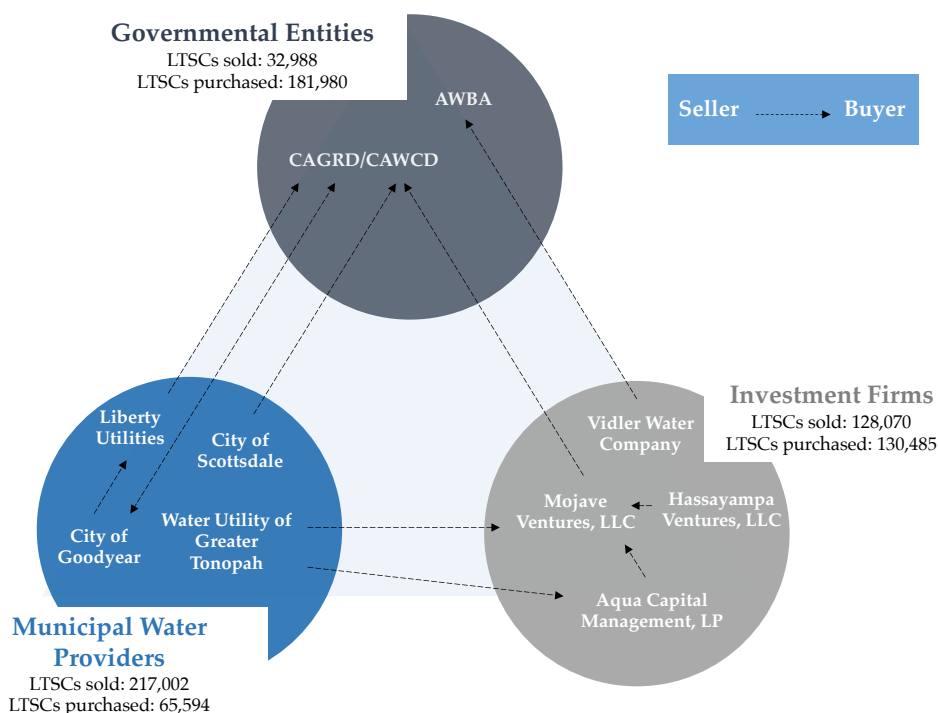 Governmental Entities
LTSCs sold: 32,988
LTSCs purchased: 181,980
AWBA
CAGRD/CAWCD
Seller
Buyer
Liberty
Utilities
City of
Scottsdale
City of
Goodyear
Water Utility of
Greater
Tonopah
Municipal Water
Providers
LTSCs sold: 217,002
LTSCs purchased: 65,594
Investment Firms
LTSCs sold: 128,070
LTSCs purchased: 130,485
Vidler Water
Company
Mojave
Ventures, LLC
Hassayampa
Ventures, LLC
Aqua Capital
Management, LP